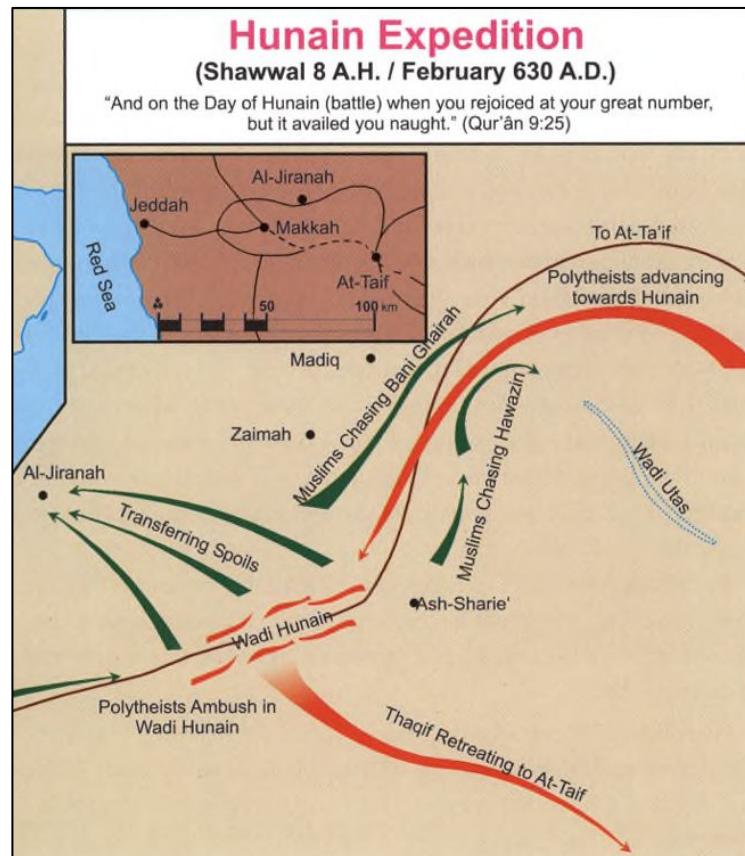 Hunain Expedition
(Shawwal 8 A.H. / February 630 A.D.)
“And on the Day of Hunain (battle) when you rejoiced at your great number,
but it availed you naught.” (Qur’ân 9:25)
Al-Jiranah
Jeddah
Makkah
At-Taif
Red Sea
50
100 km
To At-Ta'if
Polytheists advancing
towards Hunain
Madiq
Muslims Chasing Bani Ghairah
Zaimah
Muslims Chasing Hawazin
Wadi Utas
Al-Jiranah
Transferring Spoils
Ash-Sharie'
Wadi Hunain
Polytheists Ambush in
Wadi Hunain
Thaqif Retreating to At-Taif